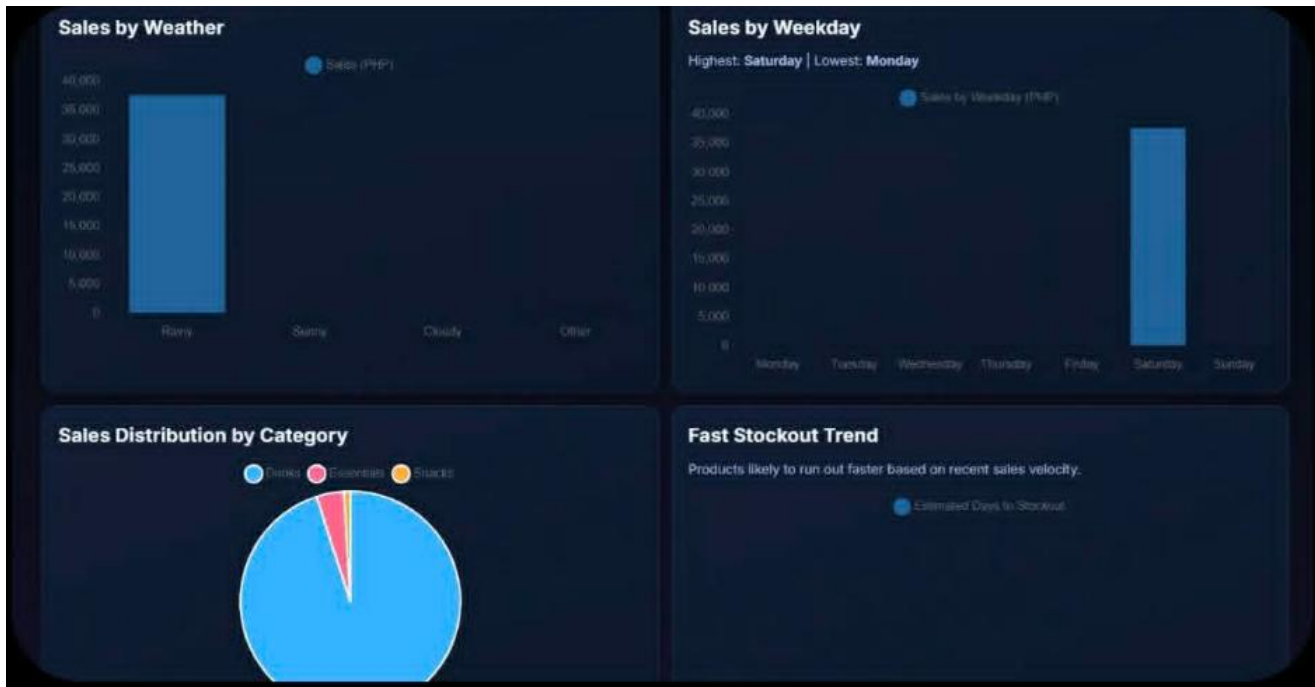 Sales by Weather
Sales (PHP)
40,000
35,000
30,000
25,000
20,000
15,000
10,000
5,000
0
Rainy Sunny Cloudy Other
Sales by Weekday
Highest: Saturday | Lowest: Monday
Sales by Weekday (PHP)
40,000
35,000
30,000
25,000
20,000
15,000
10,000
5,000
0
Monday Tuesday Wednesday Thursday Friday Saturday Sunday
Sales Distribution by Category
Drinks Essentials Snacks
Fast Stockout Trend
Products likely to run out faster based on recent sales velocity.
Estimated Days to Stockout